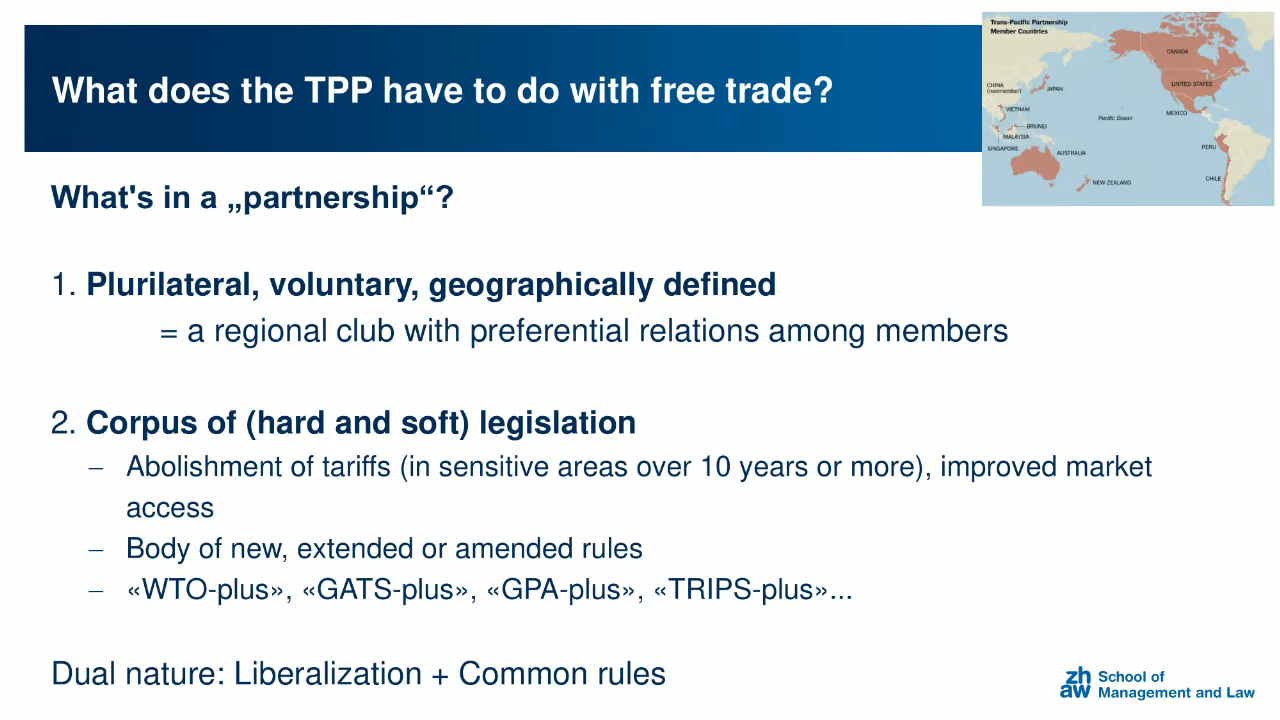 What does the TPP have to do with free trade?
Trans-Pacific Partnership
Member Countries
CANADA
UNITED STATES
MEXICO
CHINA
(nonmember)
JAPAN
VIETNAM
Pacific Ocean
BRUNEI
MALAYSIA
SINGAPORE
AUSTRALIA
NEW ZEALAND
PERU
CHILE
What's in a „partnership“?
1. Plurilateral, voluntary, geographically defined
= a regional club with preferential relations among members
2. Corpus of (hard and soft) legislation
– Abolishment of tariffs (in sensitive areas over 10 years or more), improved market
access
– Body of new, extended or amended rules
– «WTO-plus», «GATS-plus», «GPA-plus», «TRIPS-plus»...
Dual nature: Liberalization + Common rules
zh School of
aw Management and Law